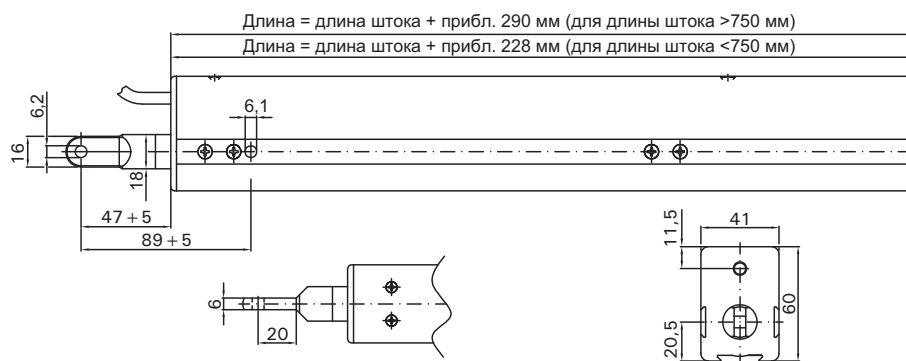 Длина = длина штока + прибл. 290 мм (для длины штока >750 мм)
Длина = длина штока + прибл. 228 мм (для длины штока <750 мм)
6,2
6,1
16
18
47 + 5
89 + 5
41
11,5
6
20
60
20,5